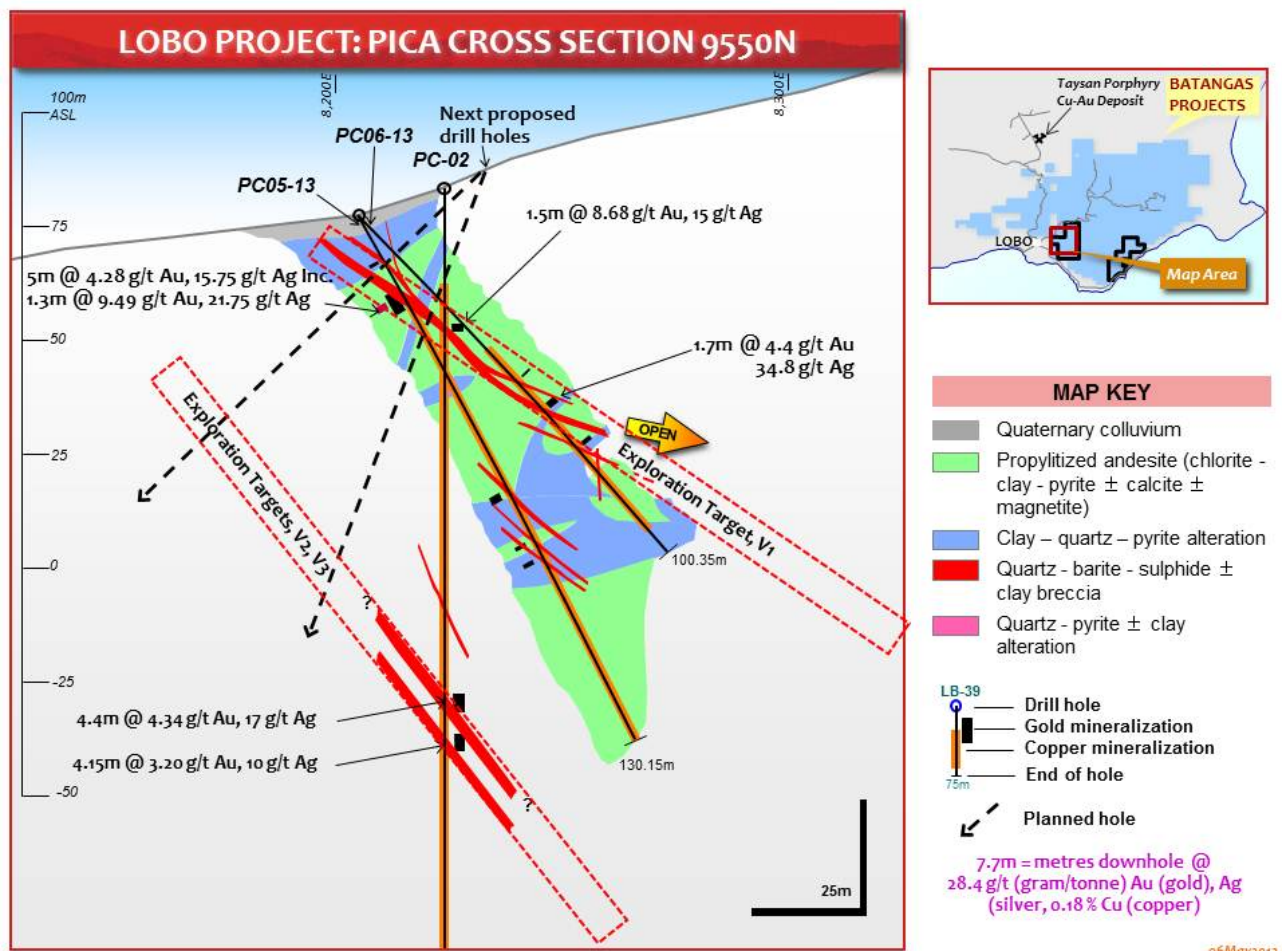 LOBO PROJECT: PICA CROSS SECTION 9550N
100m
ASL
8,200E
8,300E
Next proposed
drill holes
PC06-13
PC-02
PC05-13
75
1.5m @ 8.68 g/t Au, 15 g/t Ag
5m @ 4.28 g/t Au, 15.75 g/t Ag Inc.
1.3m @ 9.49 g/t Au, 21.75 g/t Ag
50
1.7m @ 4.4 g/t Au
34.8 g/t Ag
OPEN
25
Exploration Targets, V2, V3
Exploration Target, V1
0
100.35m
?
-25
4.4m @ 4.34 g/t Au, 17 g/t Ag
4.15m @ 3.20 g/t Au, 10 g/t Ag
130.15m
-50
?
25m
Taysan Porphyry
Cu-Au Deposit
BATANGAS
PROJECTS
LOBO
Map Area
MAP KEY
Quaternary colluvium
Propylitized andesite (chlorite -
clay - pyrite ± calcite ±
magnetite)
Clay – quartz – pyrite alteration
Quartz - barite - sulphide ±
clay breccia
Quartz - pyrite ± clay
alteration
LB-39
Drill hole
Gold mineralization
Copper mineralization
End of hole
75m
Planned hole
7.7m = metres downhole @
28.4 g/t (gram/tonne) Au (gold), Ag
(silver, 0.18 % Cu (copper)